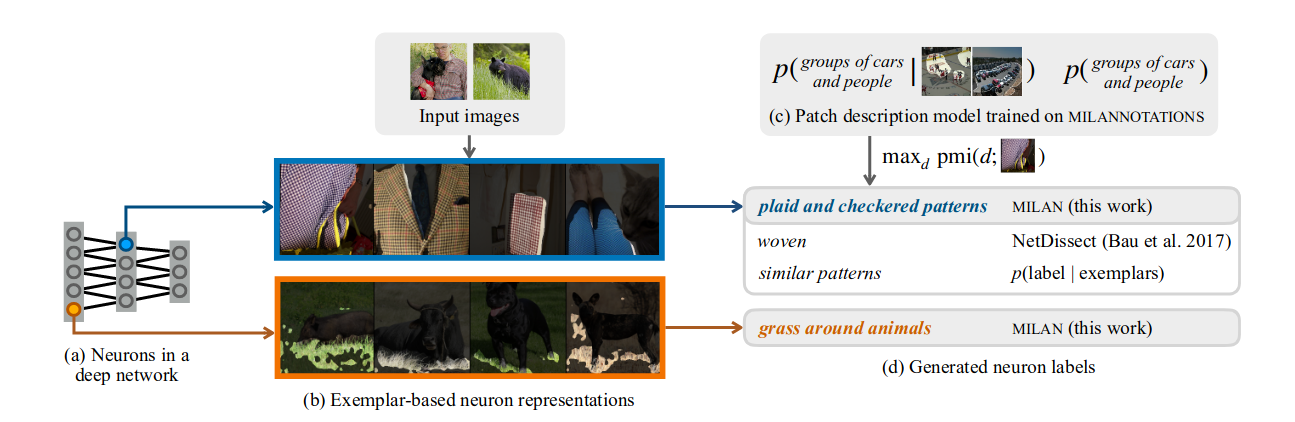 Input images
p( groups of cars and people | ) p( groups of cars and people )
(c) Patch description model trained on MILANNOTATIONS
max_d pmi(d; )
plaid and checkered patterns MILAN (this work)
woven NetDissect (Bau et al. 2017)
similar patterns p(label | exemplars)
grass around animals MILAN (this work)
(a) Neurons in a
deep network
(b) Exemplar-based neuron representations
(d) Generated neuron labels